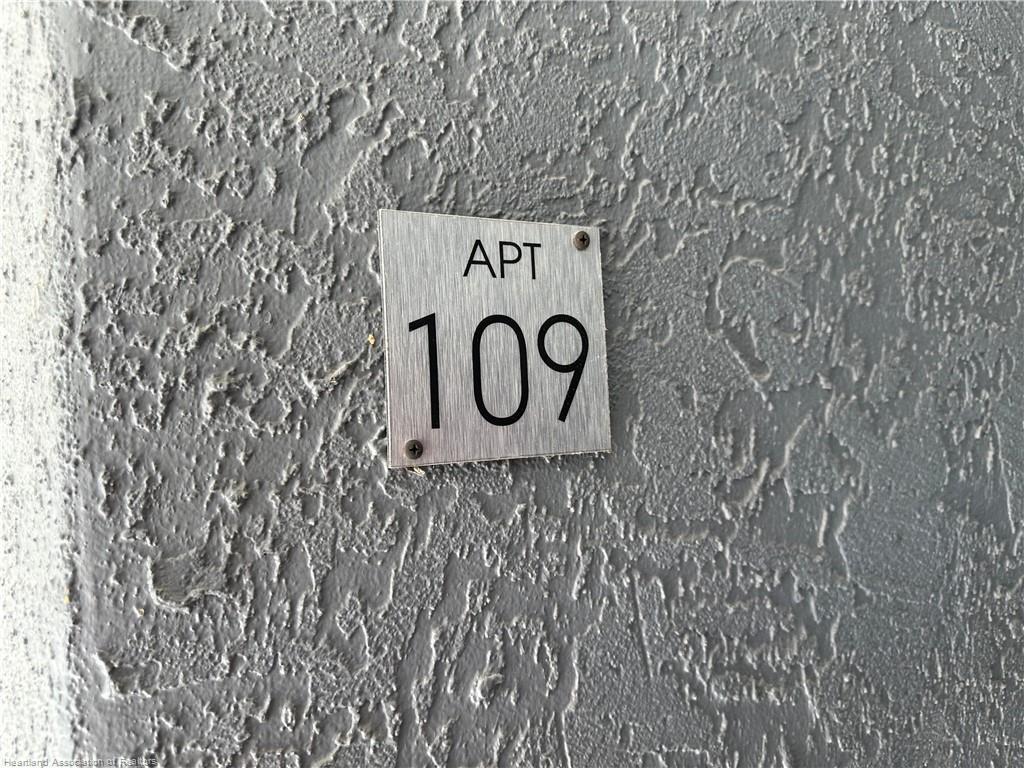 APT
109
Heartland Association of Realtors